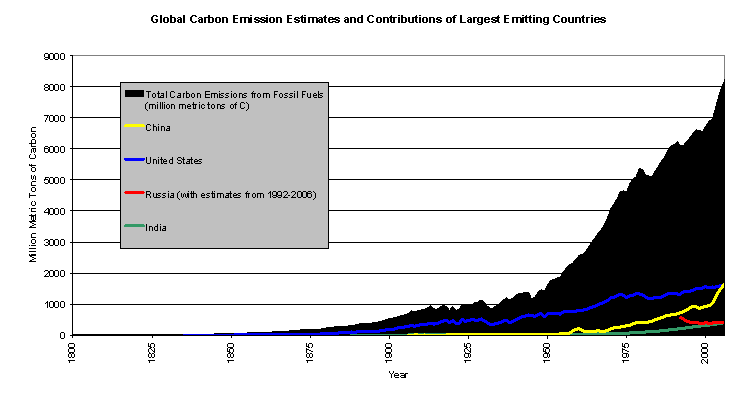 Global Carbon Emission Estimates and Contributions of Largest Emitting Countries
9000
8000
7000
6000
5000
4000
3000
2000
1000
0
Million Metric Tons of Carbon
Total Carbon Emissions from Fossil Fuels
(million metric tons of C)
China
United States
Russia (with estimates from 1992-2006)
India
1800
1825
1850
1875
1900
1925
1950
1975
2000
Year